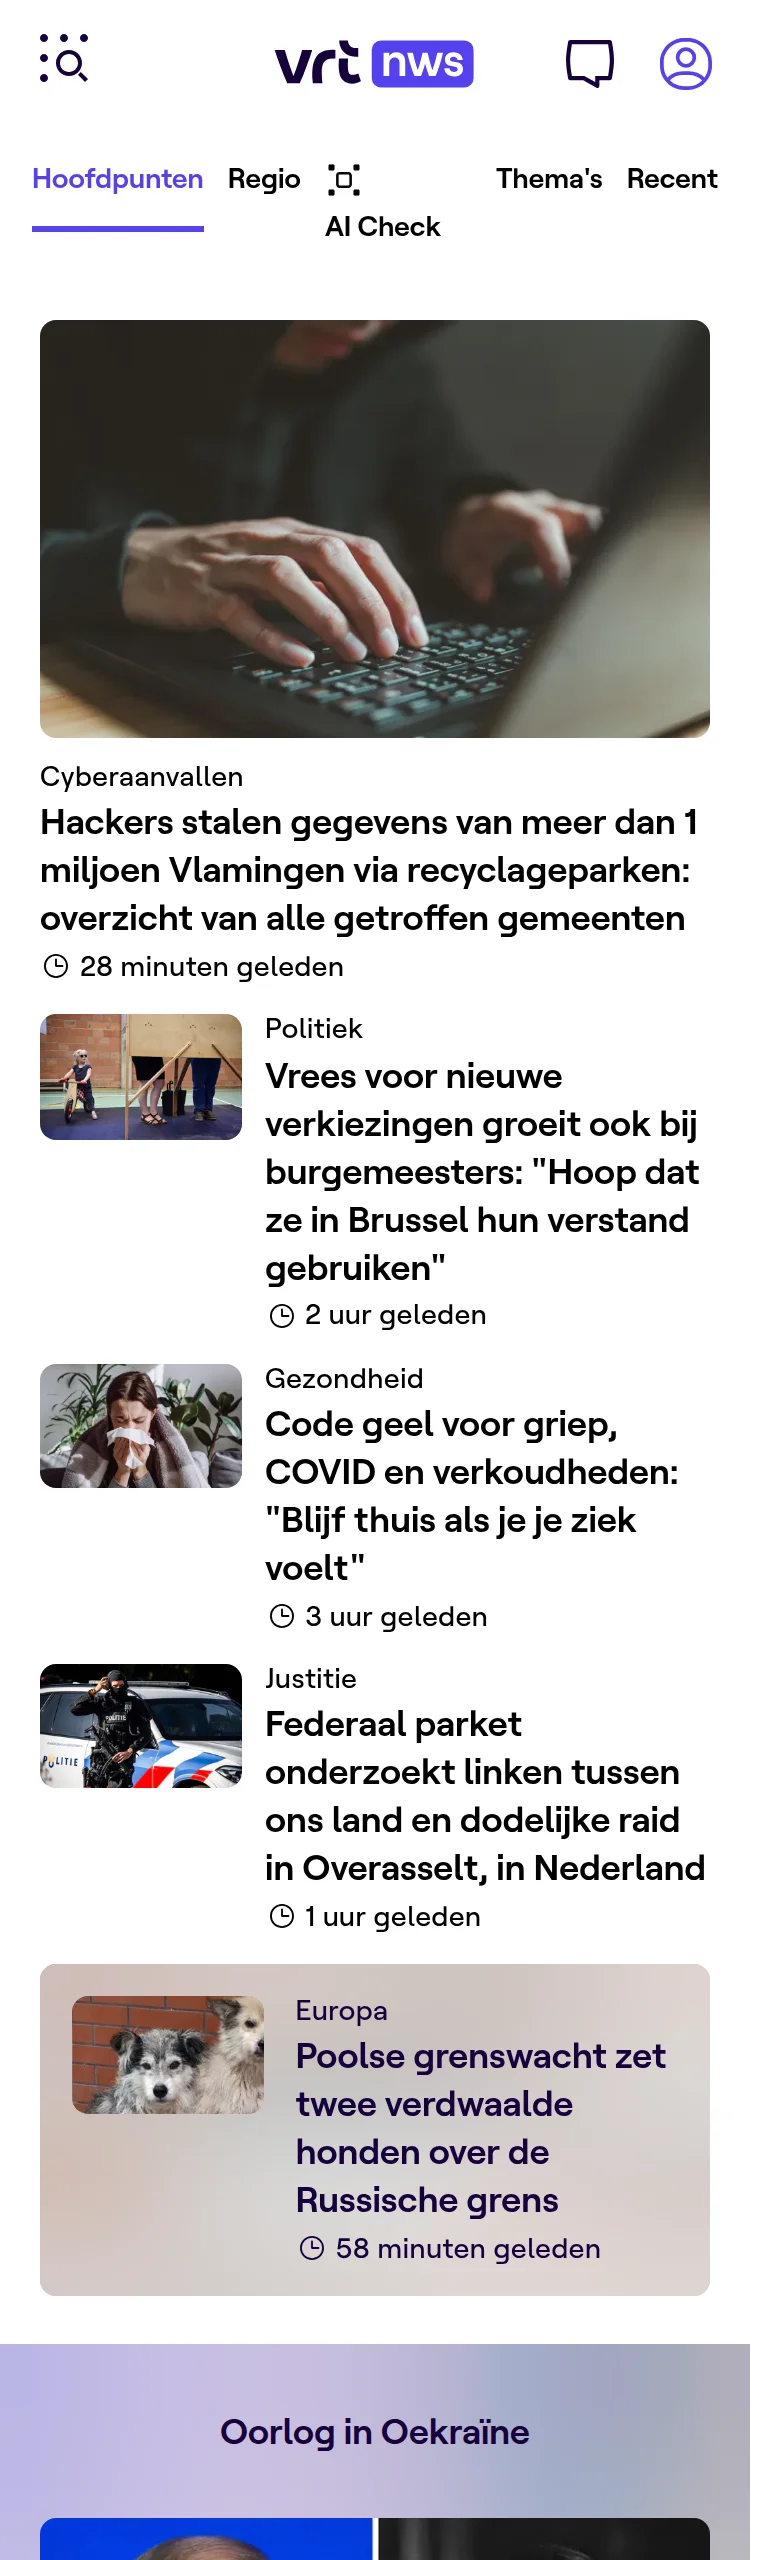 vrt nws
Hoofdpunten Regio AI Check Thema's Recent
Cyberaanvallen
Hackers stalen gegevens van meer dan 1
miljoen Vlamingen via recyclageparken:
overzicht van alle getroffen gemeenten
28 minuten geleden
Politiek
Vrees voor nieuwe
verkiezingen groeit ook bij
burgemeesters: "Hoop dat
ze in Brussel hun verstand
gebruiken"
2 uur geleden
Gezondheid
Code geel voor griep,
COVID en verkoudheden:
"Blijf thuis als je je ziek
voelt"
3 uur geleden
POLITIE
POLITIE
Justitie
Federaal parket
onderzoekt linken tussen
ons land en dodelijke raid
in Overasselt, in Nederland
1 uur geleden
Europa
Poolse grenswacht zet
twee verdwaalde
honden over de
Russische grens
58 minuten geleden
Oorlog in Oekraïne